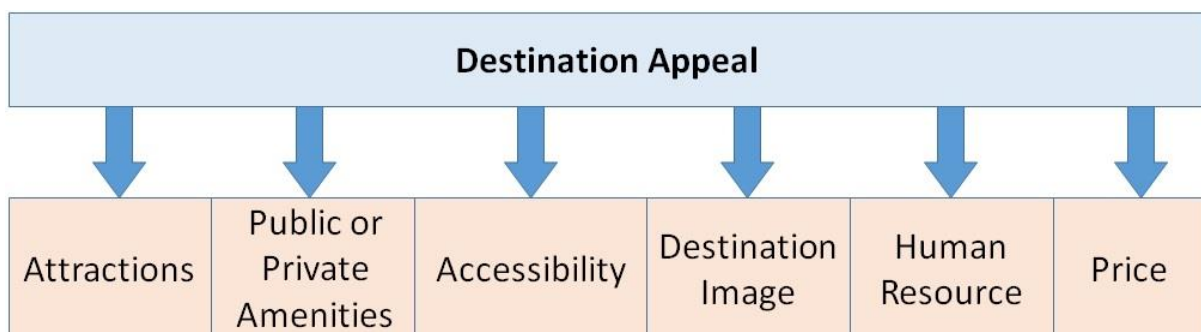 Destination Appeal
Attractions
Public or
Private
Amenities
Accessibility
Destination
Image
Human
Resource
Price